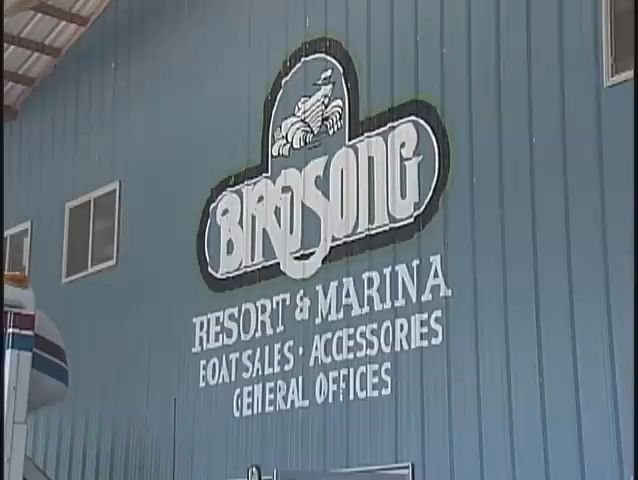 BIRDSONG
RESORT & MARINA
BOAT SALES · ACCESSORIES
GENERAL OFFICES